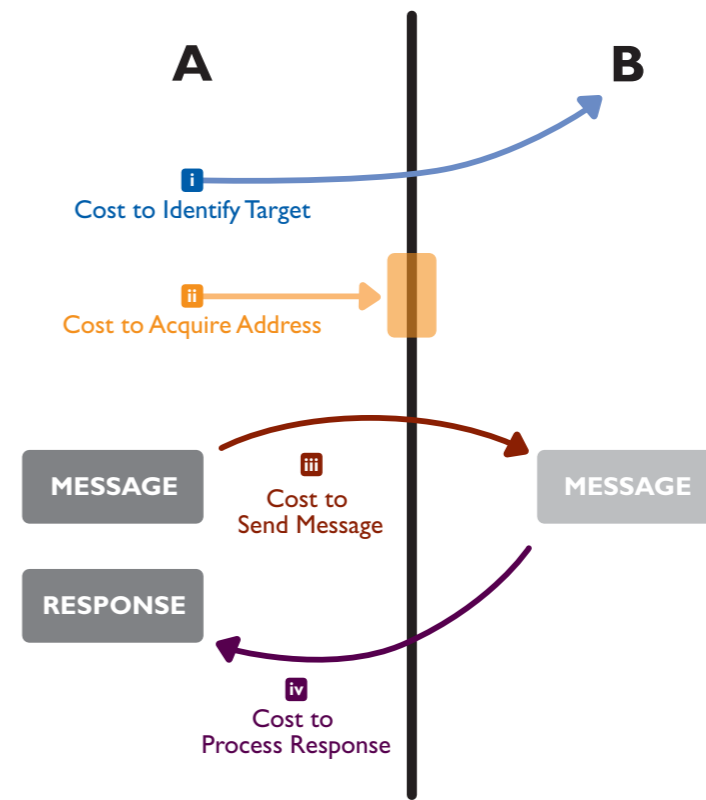 A
B
i
Cost to Identify Target
ii
Cost to Acquire Address
MESSAGE
iii
Cost to
Send Message
MESSAGE
RESPONSE
iv
Cost to
Process Response